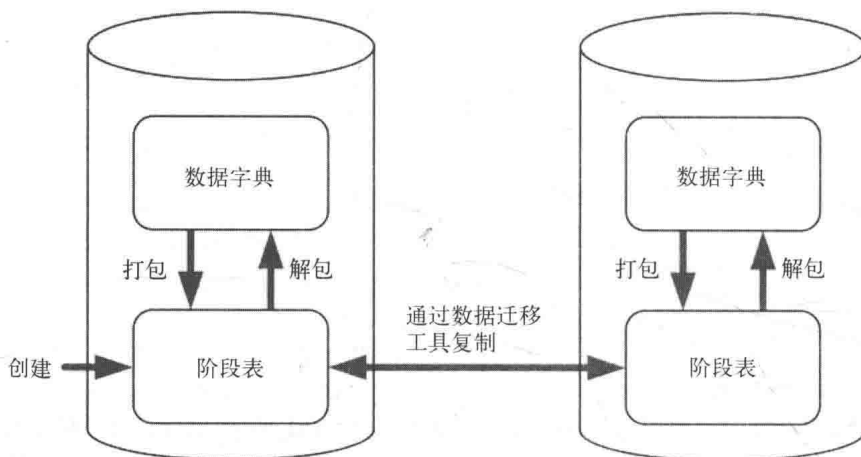 数据字典
数据字典
打包
解包
打包
解包
通过数据迁移
工具复制
创建
阶段表
阶段表